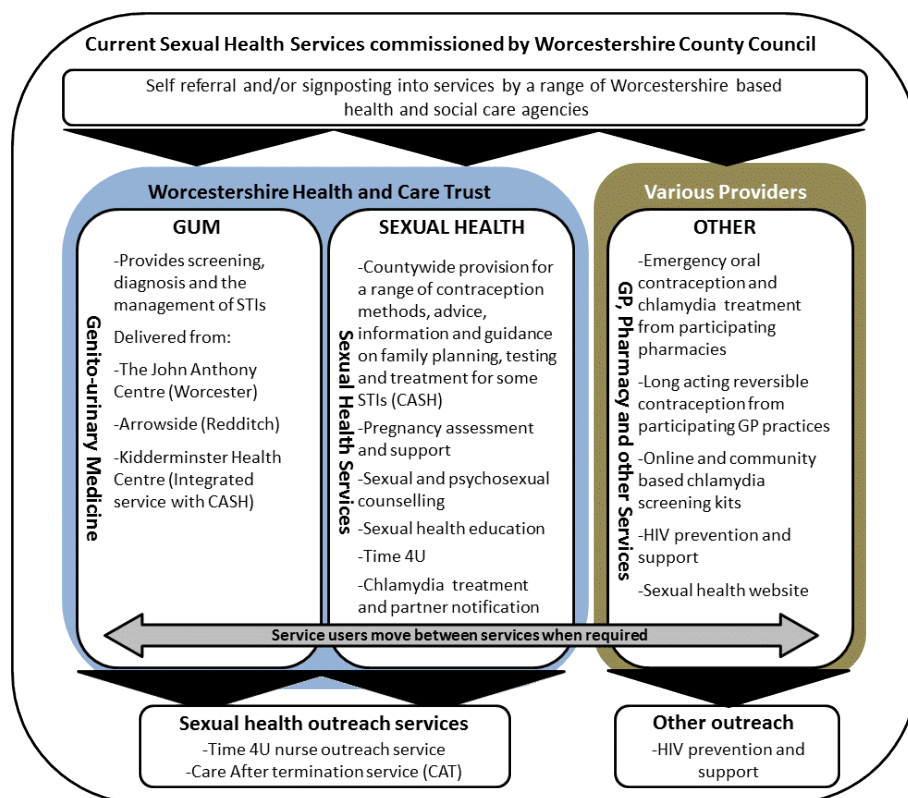 Current Sexual Health Services commissioned by Worcestershire County Council
Self referral and/or signposting into services by a range of Worcestershire based
health and social care agencies
Worcestershire Health and Care Trust
GUM
Genito-urinary Medicine
-Provides screening,
diagnosis and the
management of STIs
Delivered from:
-The John Anthony
Centre (Worcester)
-Arrowside (Redditch)
-Kidderminster Health
Centre (Integrated
service with CASH)
SEXUAL HEALTH
Sexual Health Services
-Countywide provision for
a range of contraception
methods, advice,
information and guidance
on family planning, testing
and treatment for some
STIs (CASH)
-Pregnancy assessment
and support
-Sexual and psychosexual
counselling
-Sexual health education
-Time 4U
-Chlamydia treatment
and partner notification
Various Providers
OTHER
GP, Pharmacy and other Services
-Emergency oral
contraception and
chlamydia treatment
from participating
pharmacies
-Long acting reversible
contraception from
participating GP practices
-Online and community
based chlamydia
screening kits
-HIV prevention and
support
-Sexual health website
Service users move between services when required
Sexual health outreach services
-Time 4U nurse outreach service
-Care After termination service (CAT)
Other outreach
-HIV prevention and
support